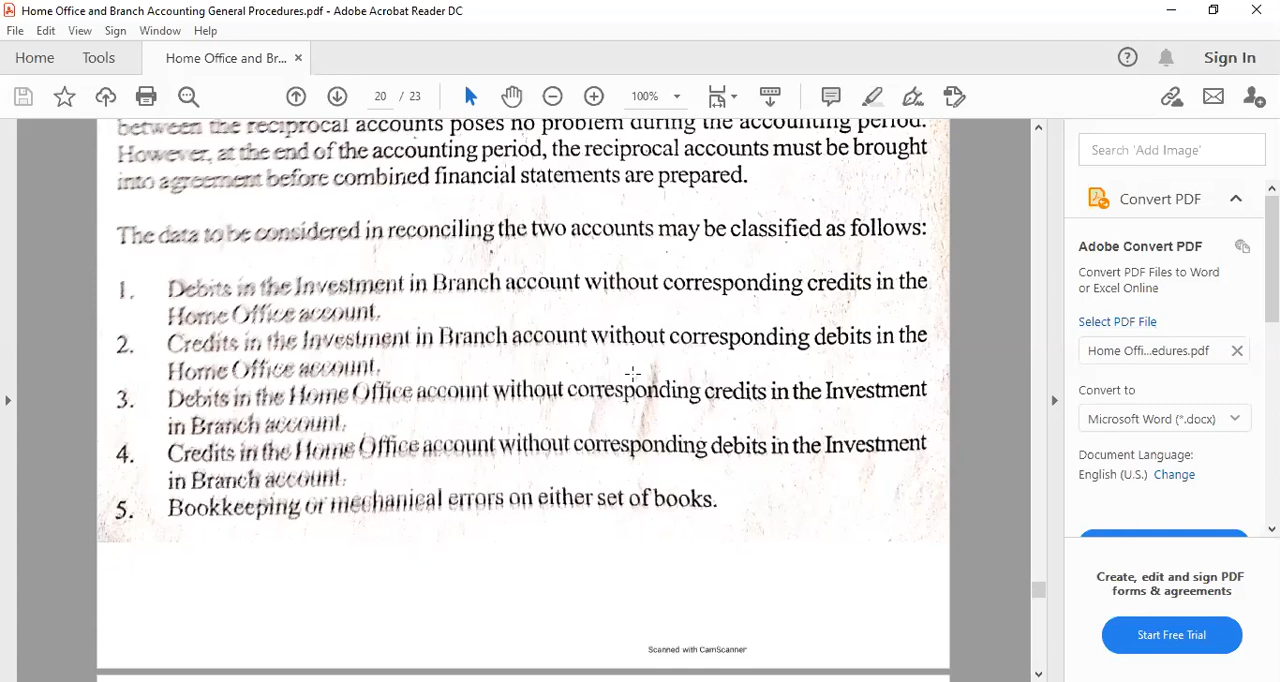 Home Office and Branch Accounting General Procedures.pdf - Adobe Acrobat Reader DC
File Edit View Sign Window Help
Home Tools Home Office and Br... × Sign In
20 / 23 100%
between the reciprocal accounts poses no problem during the accounting period.
However, at the end of the accounting period, the reciprocal accounts must be brought
into agreement before combined financial statements are prepared.
The data to be considered in reconciling the two accounts may be classified as follows:
1. Debits in the Investment in Branch account without corresponding credits in the
Home Office account.
2. Credits in the Investment in Branch account without corresponding debits in the
Home Office account.
3. Debits in the Home Office account without corresponding credits in the Investment
in Branch account.
4. Credits in the Home Office account without corresponding debits in the Investment
in Branch account.
5. Bookkeeping or mechanical errors on either set of books.
Scanned with CamScanner
Search 'Add Image'
Convert PDF
Adobe Convert PDF
Convert PDF Files to Word
or Excel Online
Select PDF File
Home Offi...edures.pdf
Convert to
Microsoft Word (*.docx)
Document Language:
English (U.S.) Change
Create, edit and sign PDF
forms & agreements
Start Free Trial